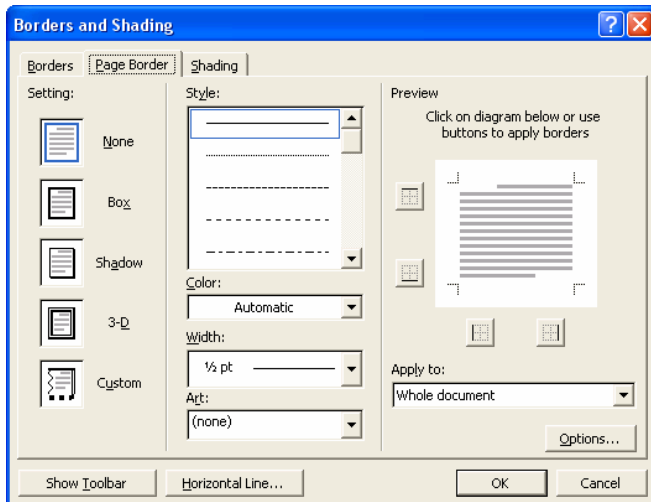 Borders and Shading
Borders
Page Border
Shading
Setting:
None
Box
Shadow
3-D
Custom
Style:
Color:
Automatic
Width:
½ pt
Art:
(none)
Preview
Click on diagram below or use
buttons to apply borders
Apply to:
Whole document
Options...
Show Toolbar
Horizontal Line...
OK
Cancel